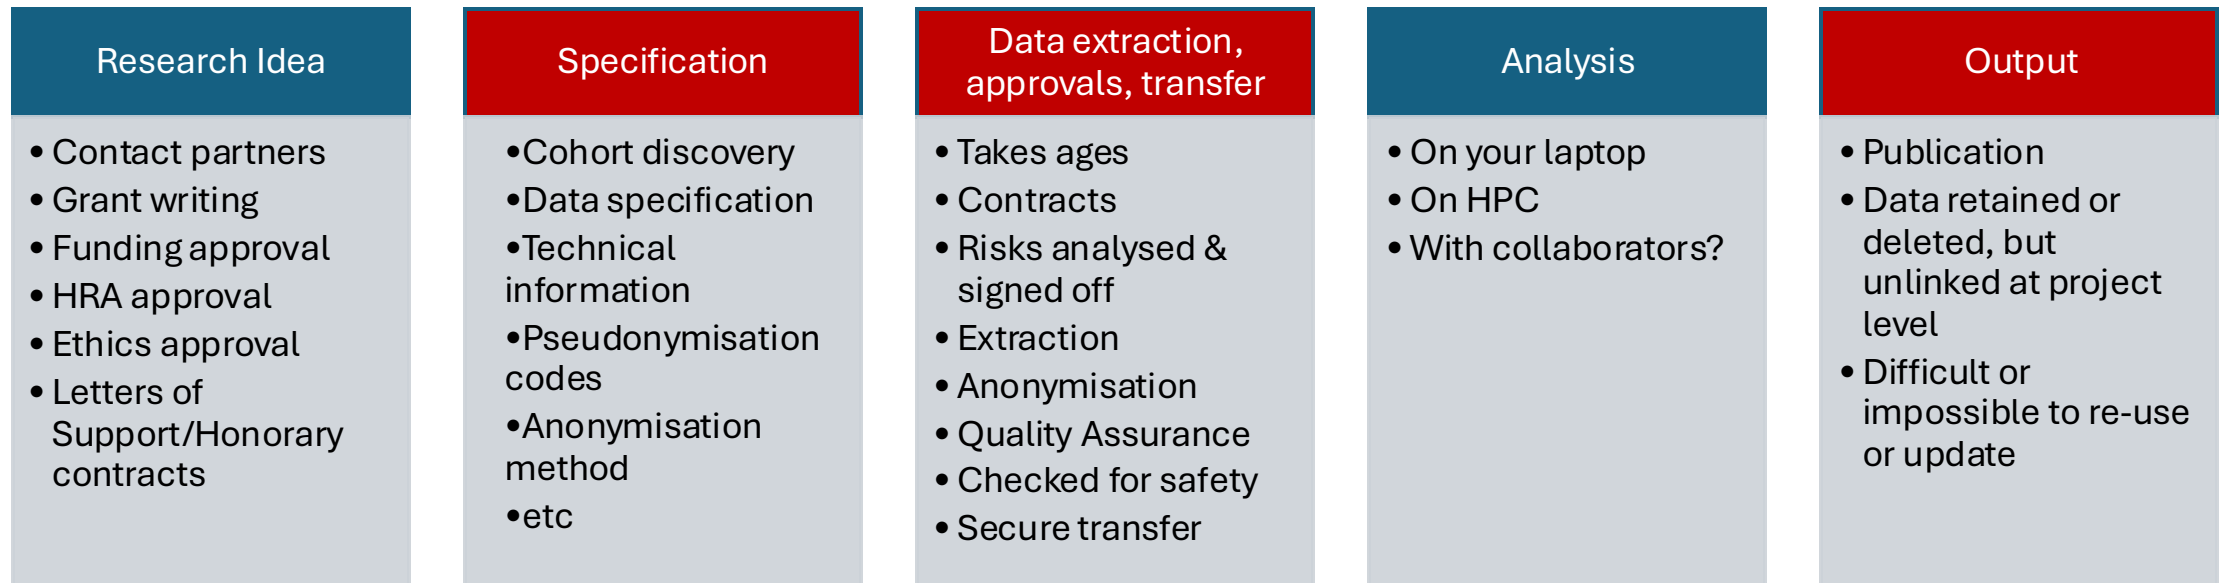 Research Idea
• Contact partners
• Grant writing
• Funding approval
• HRA approval
• Ethics approval
• Letters of
Support/Honorary
contracts
Specification
•Cohort discovery
•Data specification
•Technical
information
•Pseudonymisation
codes
•Anonymisation
method
•etc
Data extraction,
approvals, transfer
• Takes ages
• Contracts
• Risks analysed &
signed off
• Extraction
• Anonymisation
• Quality Assurance
• Checked for safety
• Secure transfer
Analysis
• On your laptop
• On HPC
• With collaborators?
Output
• Publication
• Data retained or
deleted, but
unlinked at project
level
• Difficult or
impossible to re-use
or update